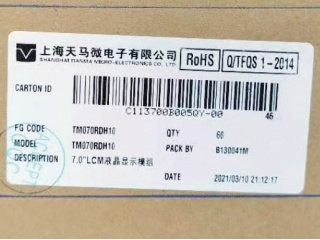 上海天马微电子有限公司
SHANGHAI TIANMA MICRO-ELECTRONICS CO.,LTD
RoHS
Q/TFQS 1-2014
CARTON ID
C113700B0050Y-00
46
FG CODE TM070RDH10 QTY 60
MODEL TM070RDH10 PACK BY B130041M
DESCRIPTION 7.0"LCM液晶显示模组
2021/03/10 21:12:17
ACCEPT